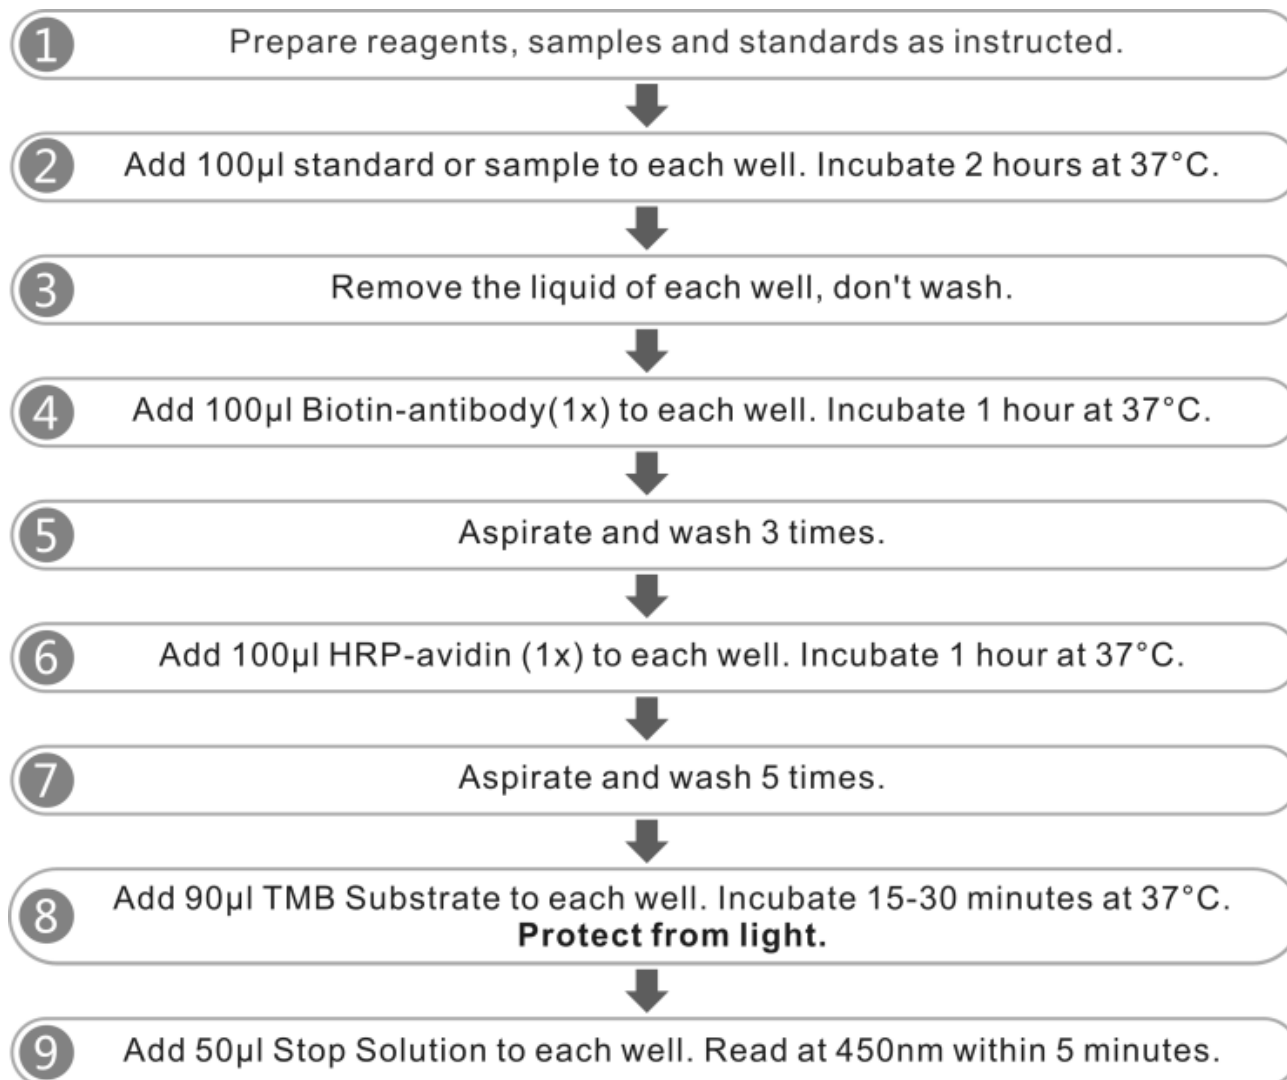 1 Prepare reagents, samples and standards as instructed.
2 Add 100µl standard or sample to each well. Incubate 2 hours at 37°C.
3 Remove the liquid of each well, don't wash.
4 Add 100µl Biotin-antibody(1x) to each well. Incubate 1 hour at 37°C.
5 Aspirate and wash 3 times.
6 Add 100µl HRP-avidin (1x) to each well. Incubate 1 hour at 37°C.
7 Aspirate and wash 5 times.
8 Add 90µl TMB Substrate to each well. Incubate 15-30 minutes at 37°C.
Protect from light.
9 Add 50µl Stop Solution to each well. Read at 450nm within 5 minutes.